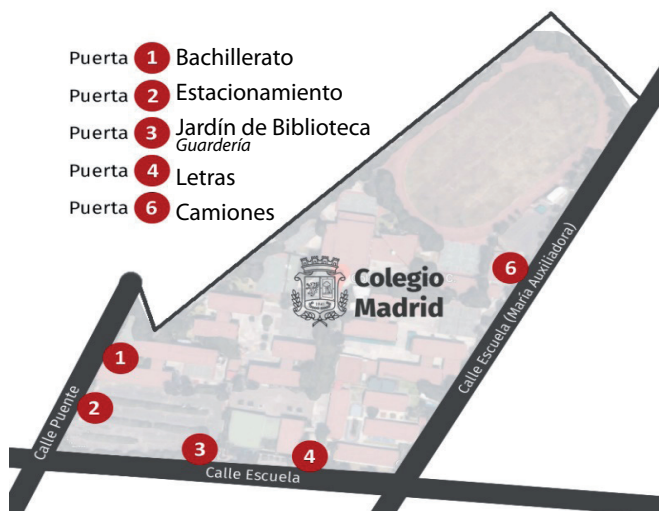 Puerta 1 Bachillerato
Puerta 2 Estacionamiento
Puerta 3 Jardín de Biblioteca
Guardería
Puerta 4 Letras
Puerta 6 Camiones
6
Colegio
Madrid
Calle Escuela (María Auxiliadora)
1
2
Calle Puente
3
4
Calle Escuela